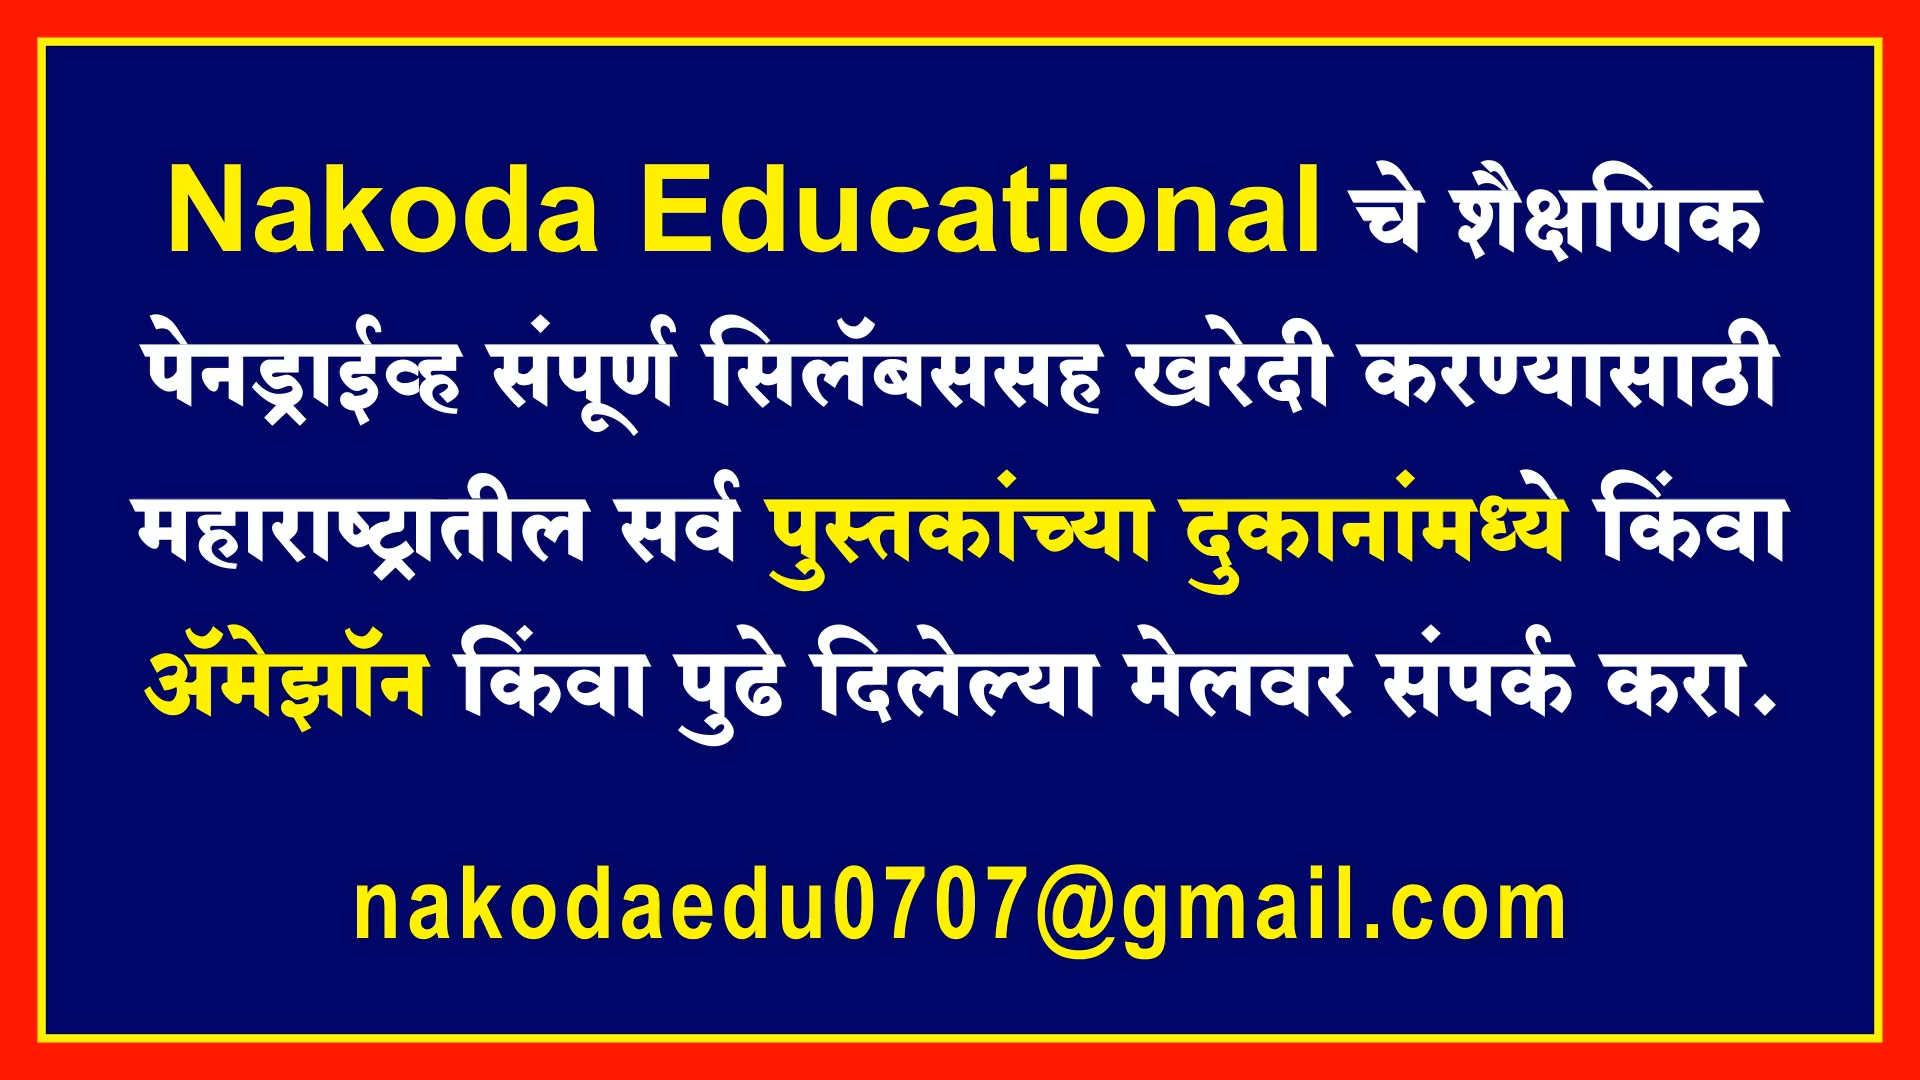 Nakoda Educational चे शैक्षणिक
पेनड्राईव्ह संपूर्ण सिलॅबससह खरेदी करण्यासाठी
महाराष्ट्रातील सर्व पुस्तकांच्या दुकानांमध्ये किंवा
ॲमेझॉन किंवा पुढे दिलेल्या मेलवर संपर्क करा.
nakodaedu0707@gmail.com